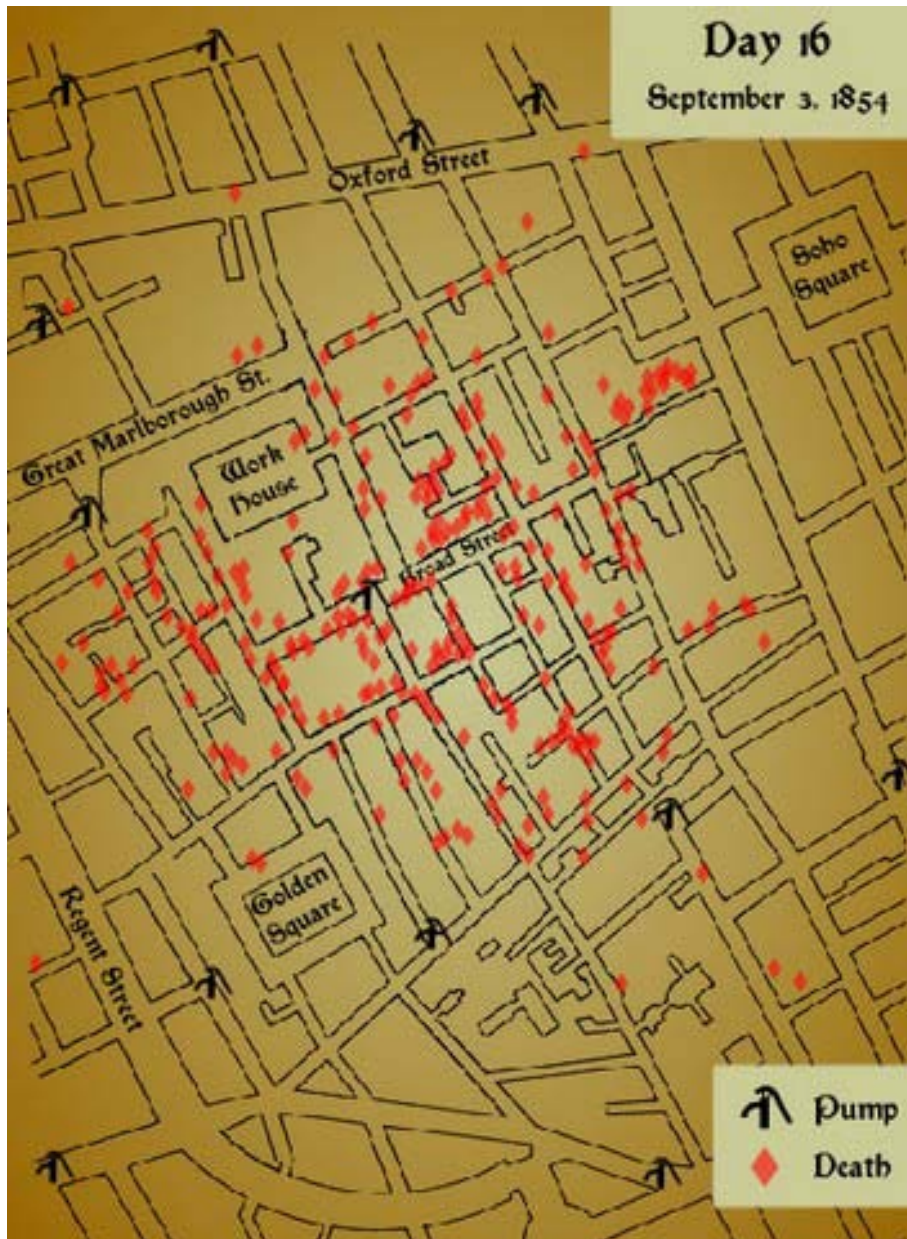 Day 16
September 3, 1854
Oxford Street
Soho
Square
Great Marlborough St.
Work
House
Broad Street
Golden
Square
Regent Street
Pump
Death